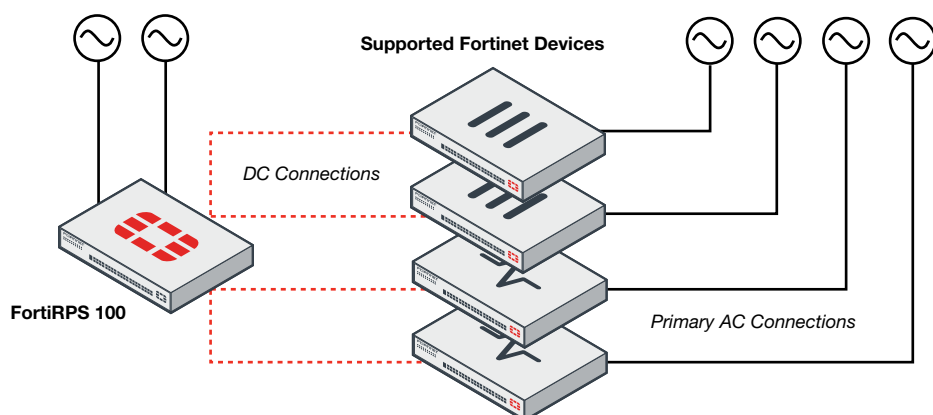 Supported Fortinet Devices
DC Connections
FortiRPS 100
Primary AC Connections